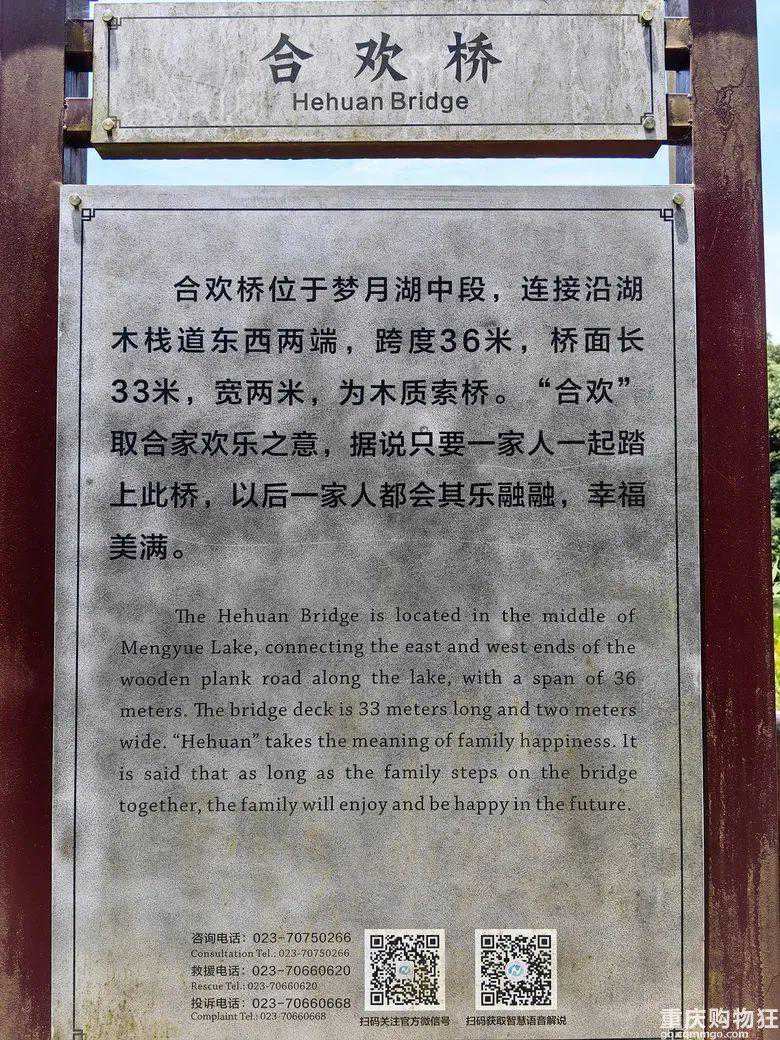 合欢桥
Hehuan Bridge
合欢桥位于梦月湖中段，连接沿湖
木栈道东西两端，跨度36米，桥面长
33米，宽两米，为木质索桥。“合欢”
取合家欢乐之意，据说只要一家人一起踏
上此桥，以后一家人都会其乐融融，幸福
美满。
The Hehuan Bridge is located in the middle of
Mengyue Lake, connecting the east and west ends of the
wooden plank road along the lake, with a span of 36
meters. The bridge deck is 33 meters long and two meters
wide. “Hehuan” takes the meaning of family happiness. It
is said that as long as the family steps on the bridge
together, the family will enjoy and be happy in the future.
咨询电话：023-70750266
Consultation Tel.: 023-70750266
救援电话：023-70660620
Rescue Tel.: 023-70660620
投诉电话：023-70660668
Complaint Tel.: 023-70660668
扫码关注官方微信号
扫码获取智慧语音解说
重庆购物狂